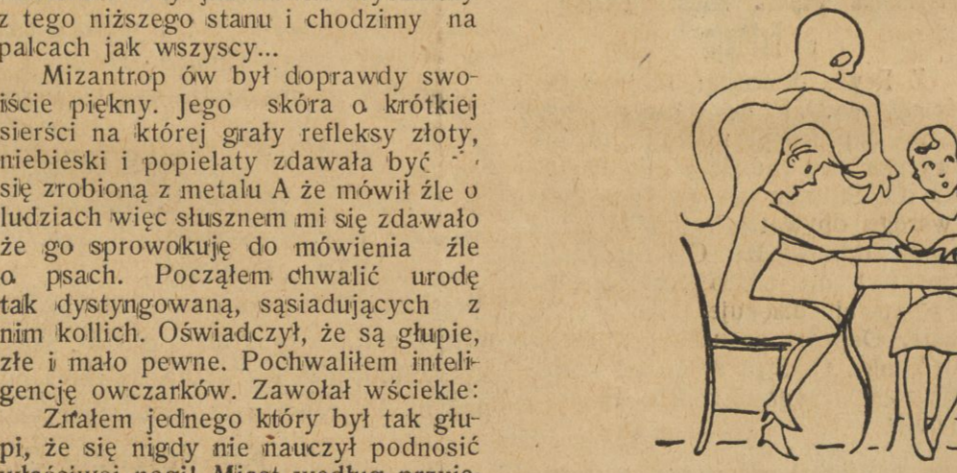 z tego niższego stanu i chodzimy na
palcach jak wszyscy...
Mizantrop ów był doprawdy swo-
iście piękny. Jego skóra o krótkiej
sierści na której grały refleksy złoty,
niebieski i popielaty zdawała być
się zrobioną z metalu A że mówił źle o
ludziach więc słusznem mi się zdawało
że go sprowokuję do mówienia źle
o psach. Począłem chwalić urodę
tak dystyngowaną, sąsiadujących z
nim kollich. Oświadczył, że są głupie,
złe i mało pewne. Pochwaliłem inteli-
gencję owczarków. Zawołał wściekle:
Znałem jednego który był tak głu-
pi, że się nigdy nie nauczył podnosić